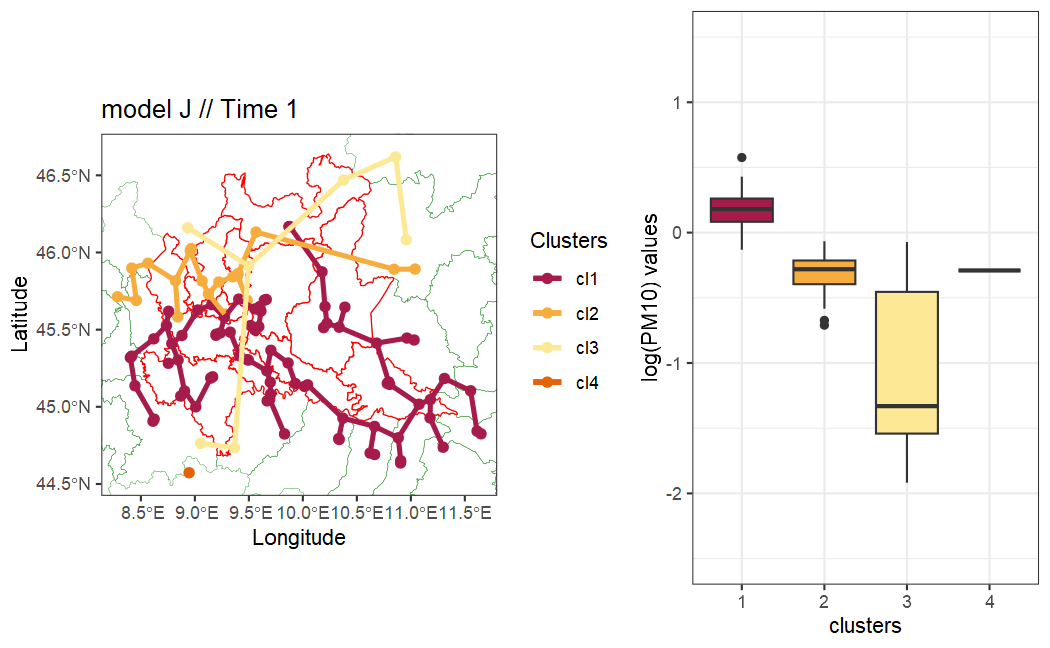 model J // Time 1
46.5°N
46.0°N
45.5°N
45.0°N
44.5°N
Latitude
8.5°E 9.0°E 9.5°E 10.0°E 10.5°E 11.0°E 11.5°E
Longitude
Clusters
cl1
cl2
cl3
cl4
log(PM10) values
1
0
-1
-2
1 2 3 4
clusters